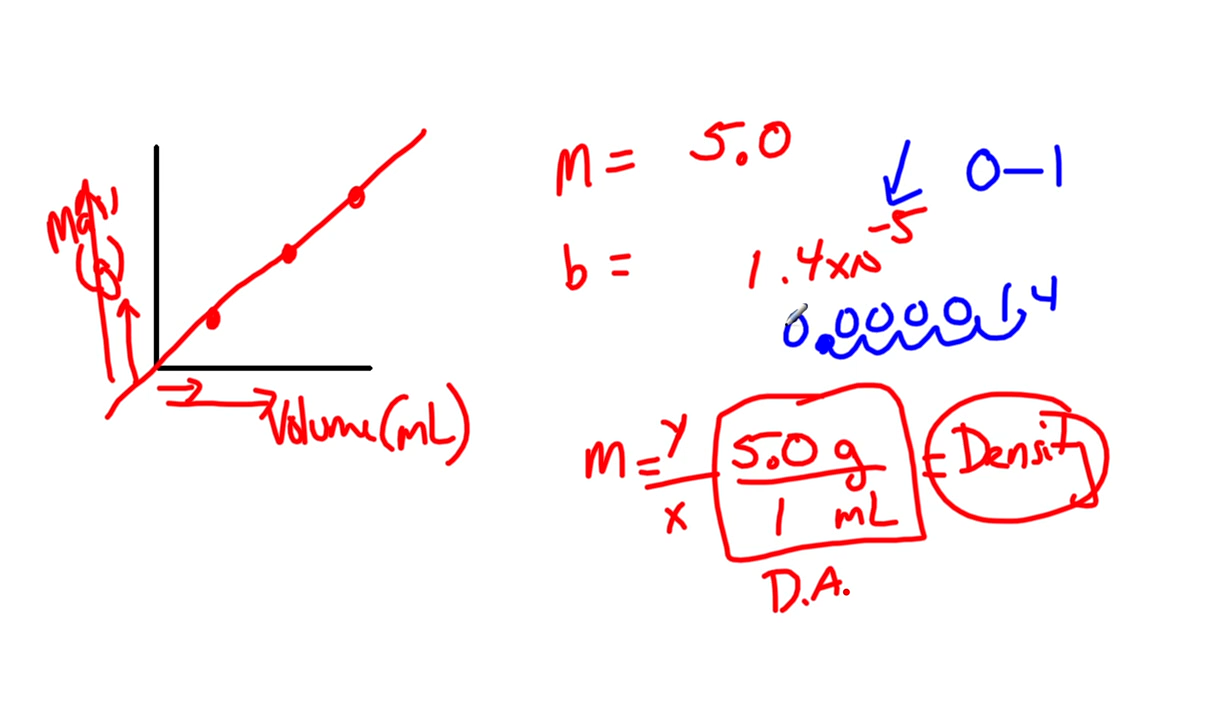 m = 5.0
0-1
b = 1.4x10-5
0.000014
Mass
(g)
Volume (mL)
m = y/x
5.0 g
1 mL
= Density
D.A.